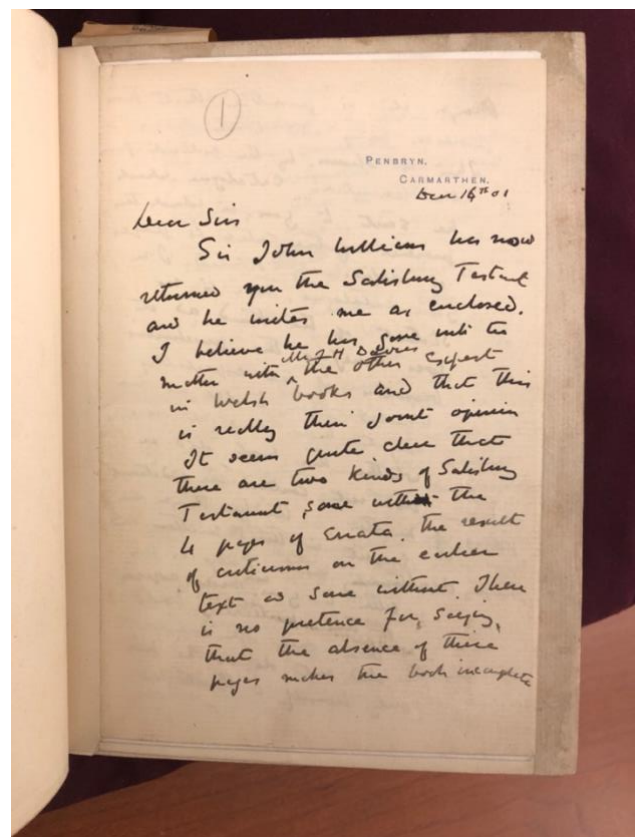 1
PENBRYN.
CARMARTHEN.
Dec 16th 01
Dear Sir
Sir John Williams has now
returned you the Salisbury Testament
and he writes me as enclosed.
I believe he has gone into the
Mr J H Davies
matter with the other expert
in Welsh books and that this
is really their joint opinion
It seems quite clear that
there are two kinds of Salisbury
Testament, some with the
4 pages of Errata, the result
of criticisms on the earlier
text and some without. There
is no pretence for saying,
that the absence of these
pages makes the book incomplete